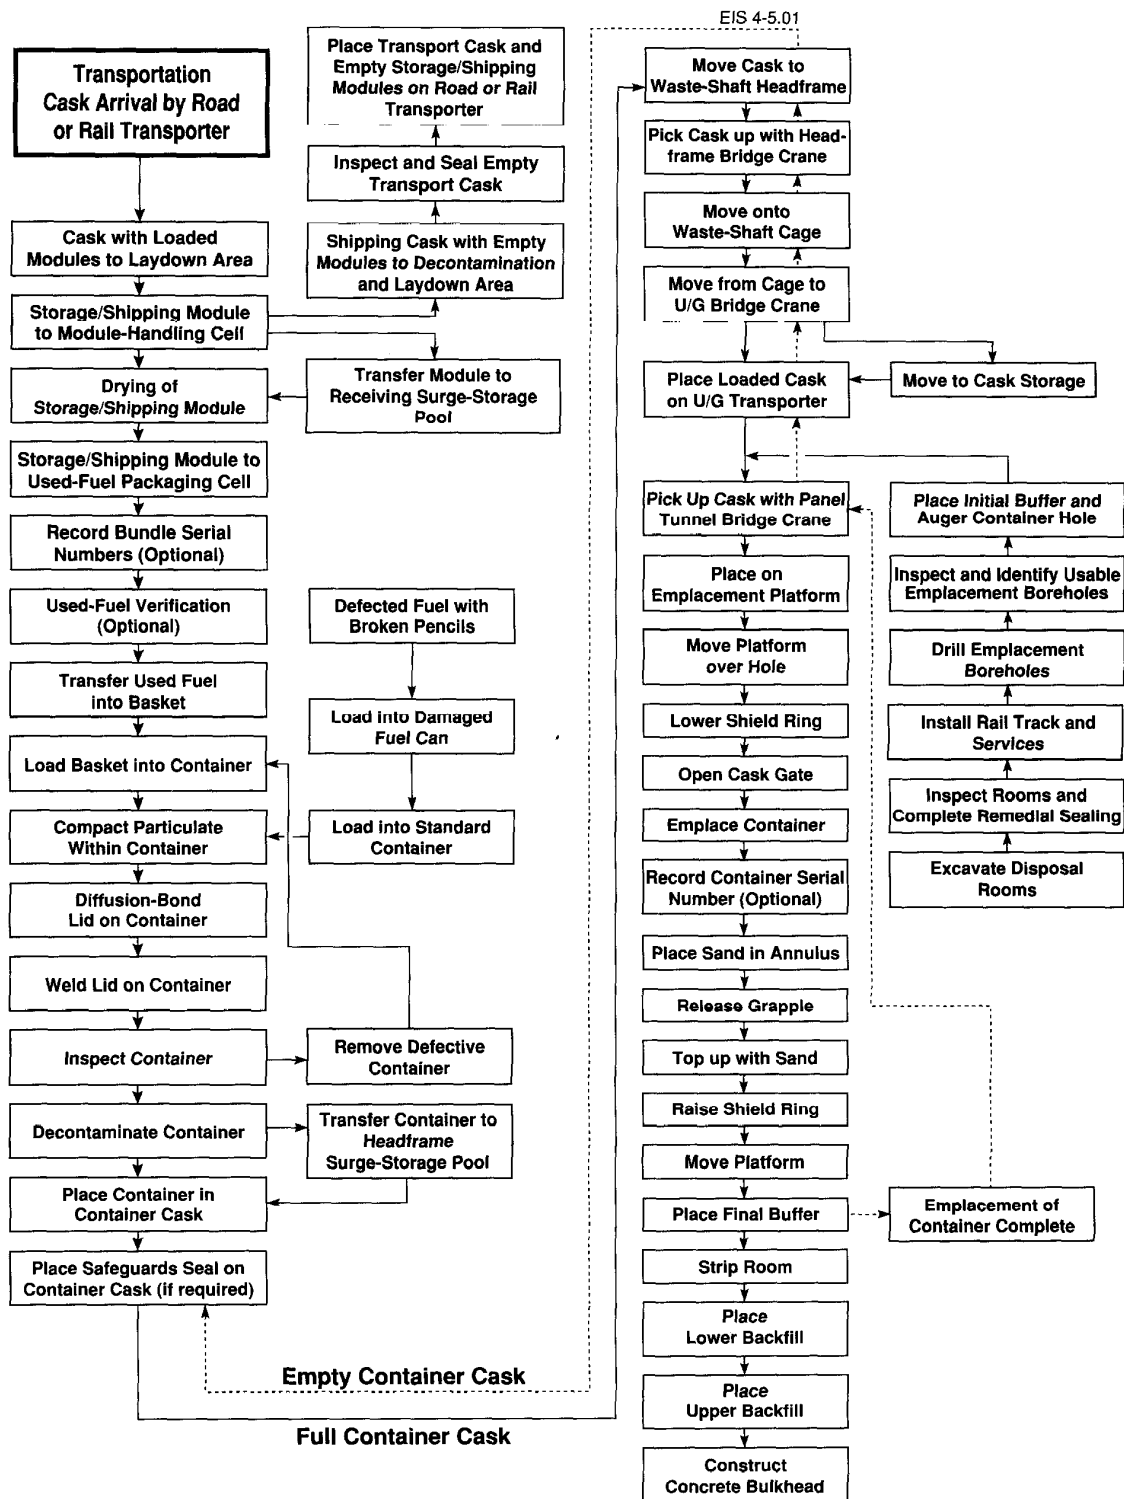 EIS 4-5.01
Transportation
Cask Arrival by Road
or Rail Transporter
Cask with Loaded
Modules to Laydown Area
Storage/Shipping Module
to Module-Handling Cell
Drying of
Storage/Shipping Module
Storage/Shipping Module to
Used-Fuel Packaging Cell
Record Bundle Serial
Numbers (Optional)
Used-Fuel Verification
(Optional)
Transfer Used Fuel
into Basket
Load Basket into Container
Compact Particulate
Within Container
Diffusion-Bond
Lid on Container
Weld Lid on Container
Inspect Container
Decontaminate Container
Place Container in
Container Cask
Place Safeguards Seal on
Container Cask (if required)
Place Transport Cask and
Empty Storage/Shipping
Modules on Road or Rail
Transporter
Inspect and Seal Empty
Transport Cask
Shipping Cask with Empty
Modules to Decontamination
and Laydown Area
Transfer Module to
Receiving Surge-Storage
Pool
Defected Fuel with
Broken Pencils
Load into Damaged
Fuel Can
Load into Standard
Container
Remove Defective
Container
Transfer Container to
Headframe
Surge-Storage Pool
Empty Container Cask
Full Container Cask
Move Cask to
Waste-Shaft Headframe
Pick Cask up with Head-
frame Bridge Crane
Move onto
Waste-Shaft Cage
Move from Cage to
U/G Bridge Crane
Place Loaded Cask
on U/G Transporter
Move to Cask Storage
Pick Up Cask with Panel
Tunnel Bridge Crane
Place on
Emplacement Platform
Move Platform
over Hole
Lower Shield Ring
Open Cask Gate
Emplace Container
Record Container Serial
Number (Optional)
Place Sand in Annulus
Release Grapple
Top up with Sand
Raise Shield Ring
Move Platform
Place Final Buffer
Strip Room
Place
Lower Backfill
Place
Upper Backfill
Construct
Concrete Bulkhead
Place Initial Buffer and
Auger Container Hole
Inspect and Identify Usable
Emplacement Boreholes
Drill Emplacement
Boreholes
Install Rail Track and
Services
Inspect Rooms and
Complete Remedial Sealing
Excavate Disposal
Rooms
Emplacement of
Container Complete